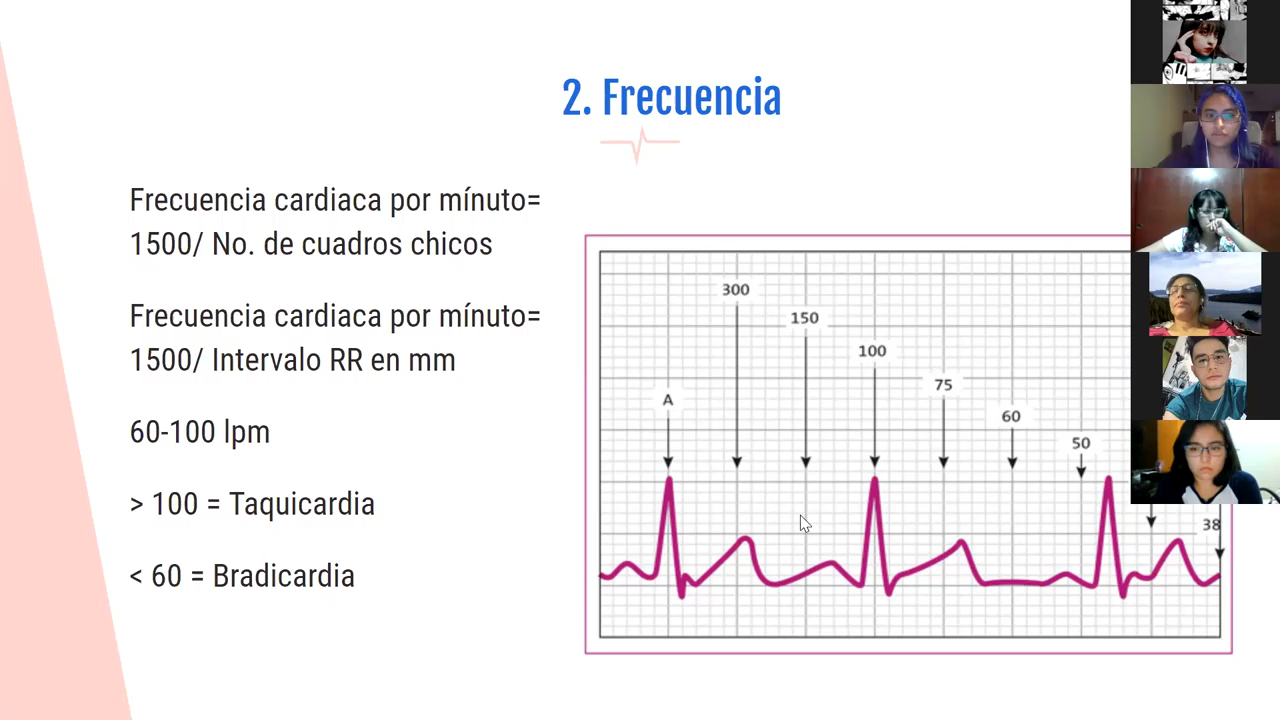 2. Frecuencia
Frecuencia cardiaca por mínuto=
1500/ No. de cuadros chicos
Frecuencia cardiaca por mínuto=
1500/ Intervalo RR en mm
60-100 lpm
> 100 = Taquicardia
< 60 = Bradicardia
300
150
100
75
A
60
50
38